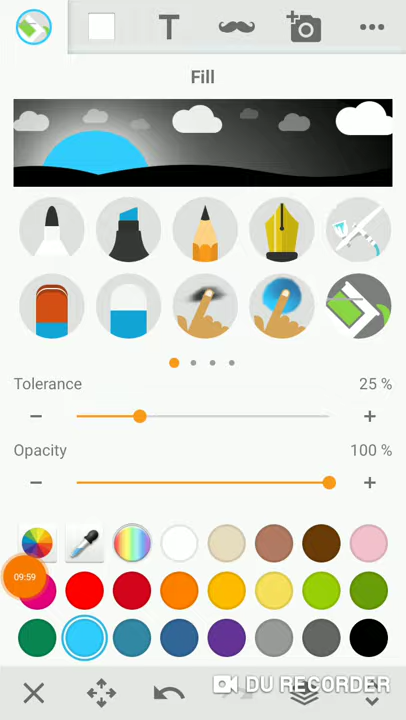 T
Fill
Tolerance
25 %
Opacity
100 %
09:59
DU RECORDER